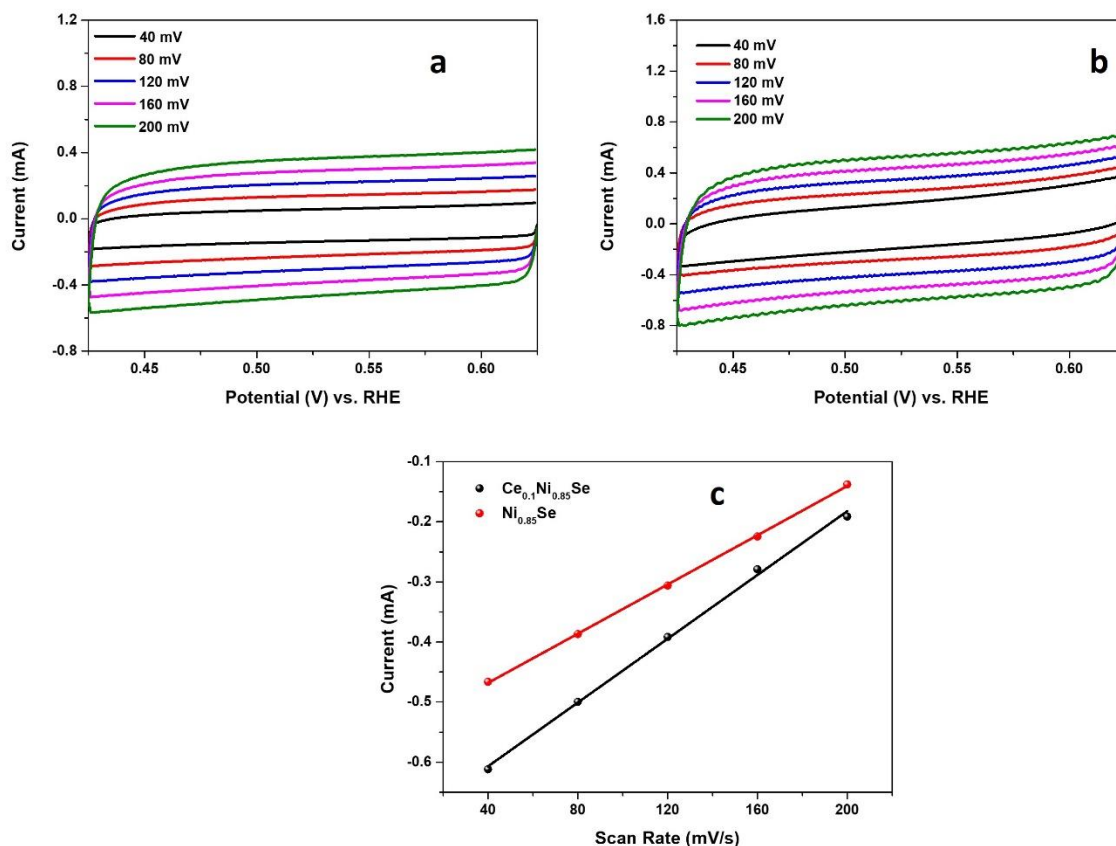 a
40 mV
80 mV
120 mV
160 mV
200 mV
1.2
0.8
0.4
0.0
-0.4
-0.8
Current (mA)
0.45
0.50
0.55
0.60
Potential (V) vs. RHE
b
40 mV
80 mV
120 mV
160 mV
200 mV
1.6
1.2
0.8
0.4
0.0
-0.4
-0.8
-1.2
Current (mA)
0.45
0.50
0.55
0.60
Potential (V) vs. RHE
c
Ce0.1Ni0.85Se
Ni0.85Se
-0.1
-0.2
-0.3
-0.4
-0.5
-0.6
Current (mA)
40
80
120
160
200
Scan Rate (mV/s)